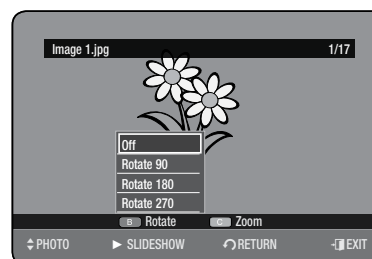 Image 1.jpg 1/17
Off
Rotate 90
Rotate 180
Rotate 270
B Rotate C Zoom
PHOTO SLIDESHOW RETURN EXIT